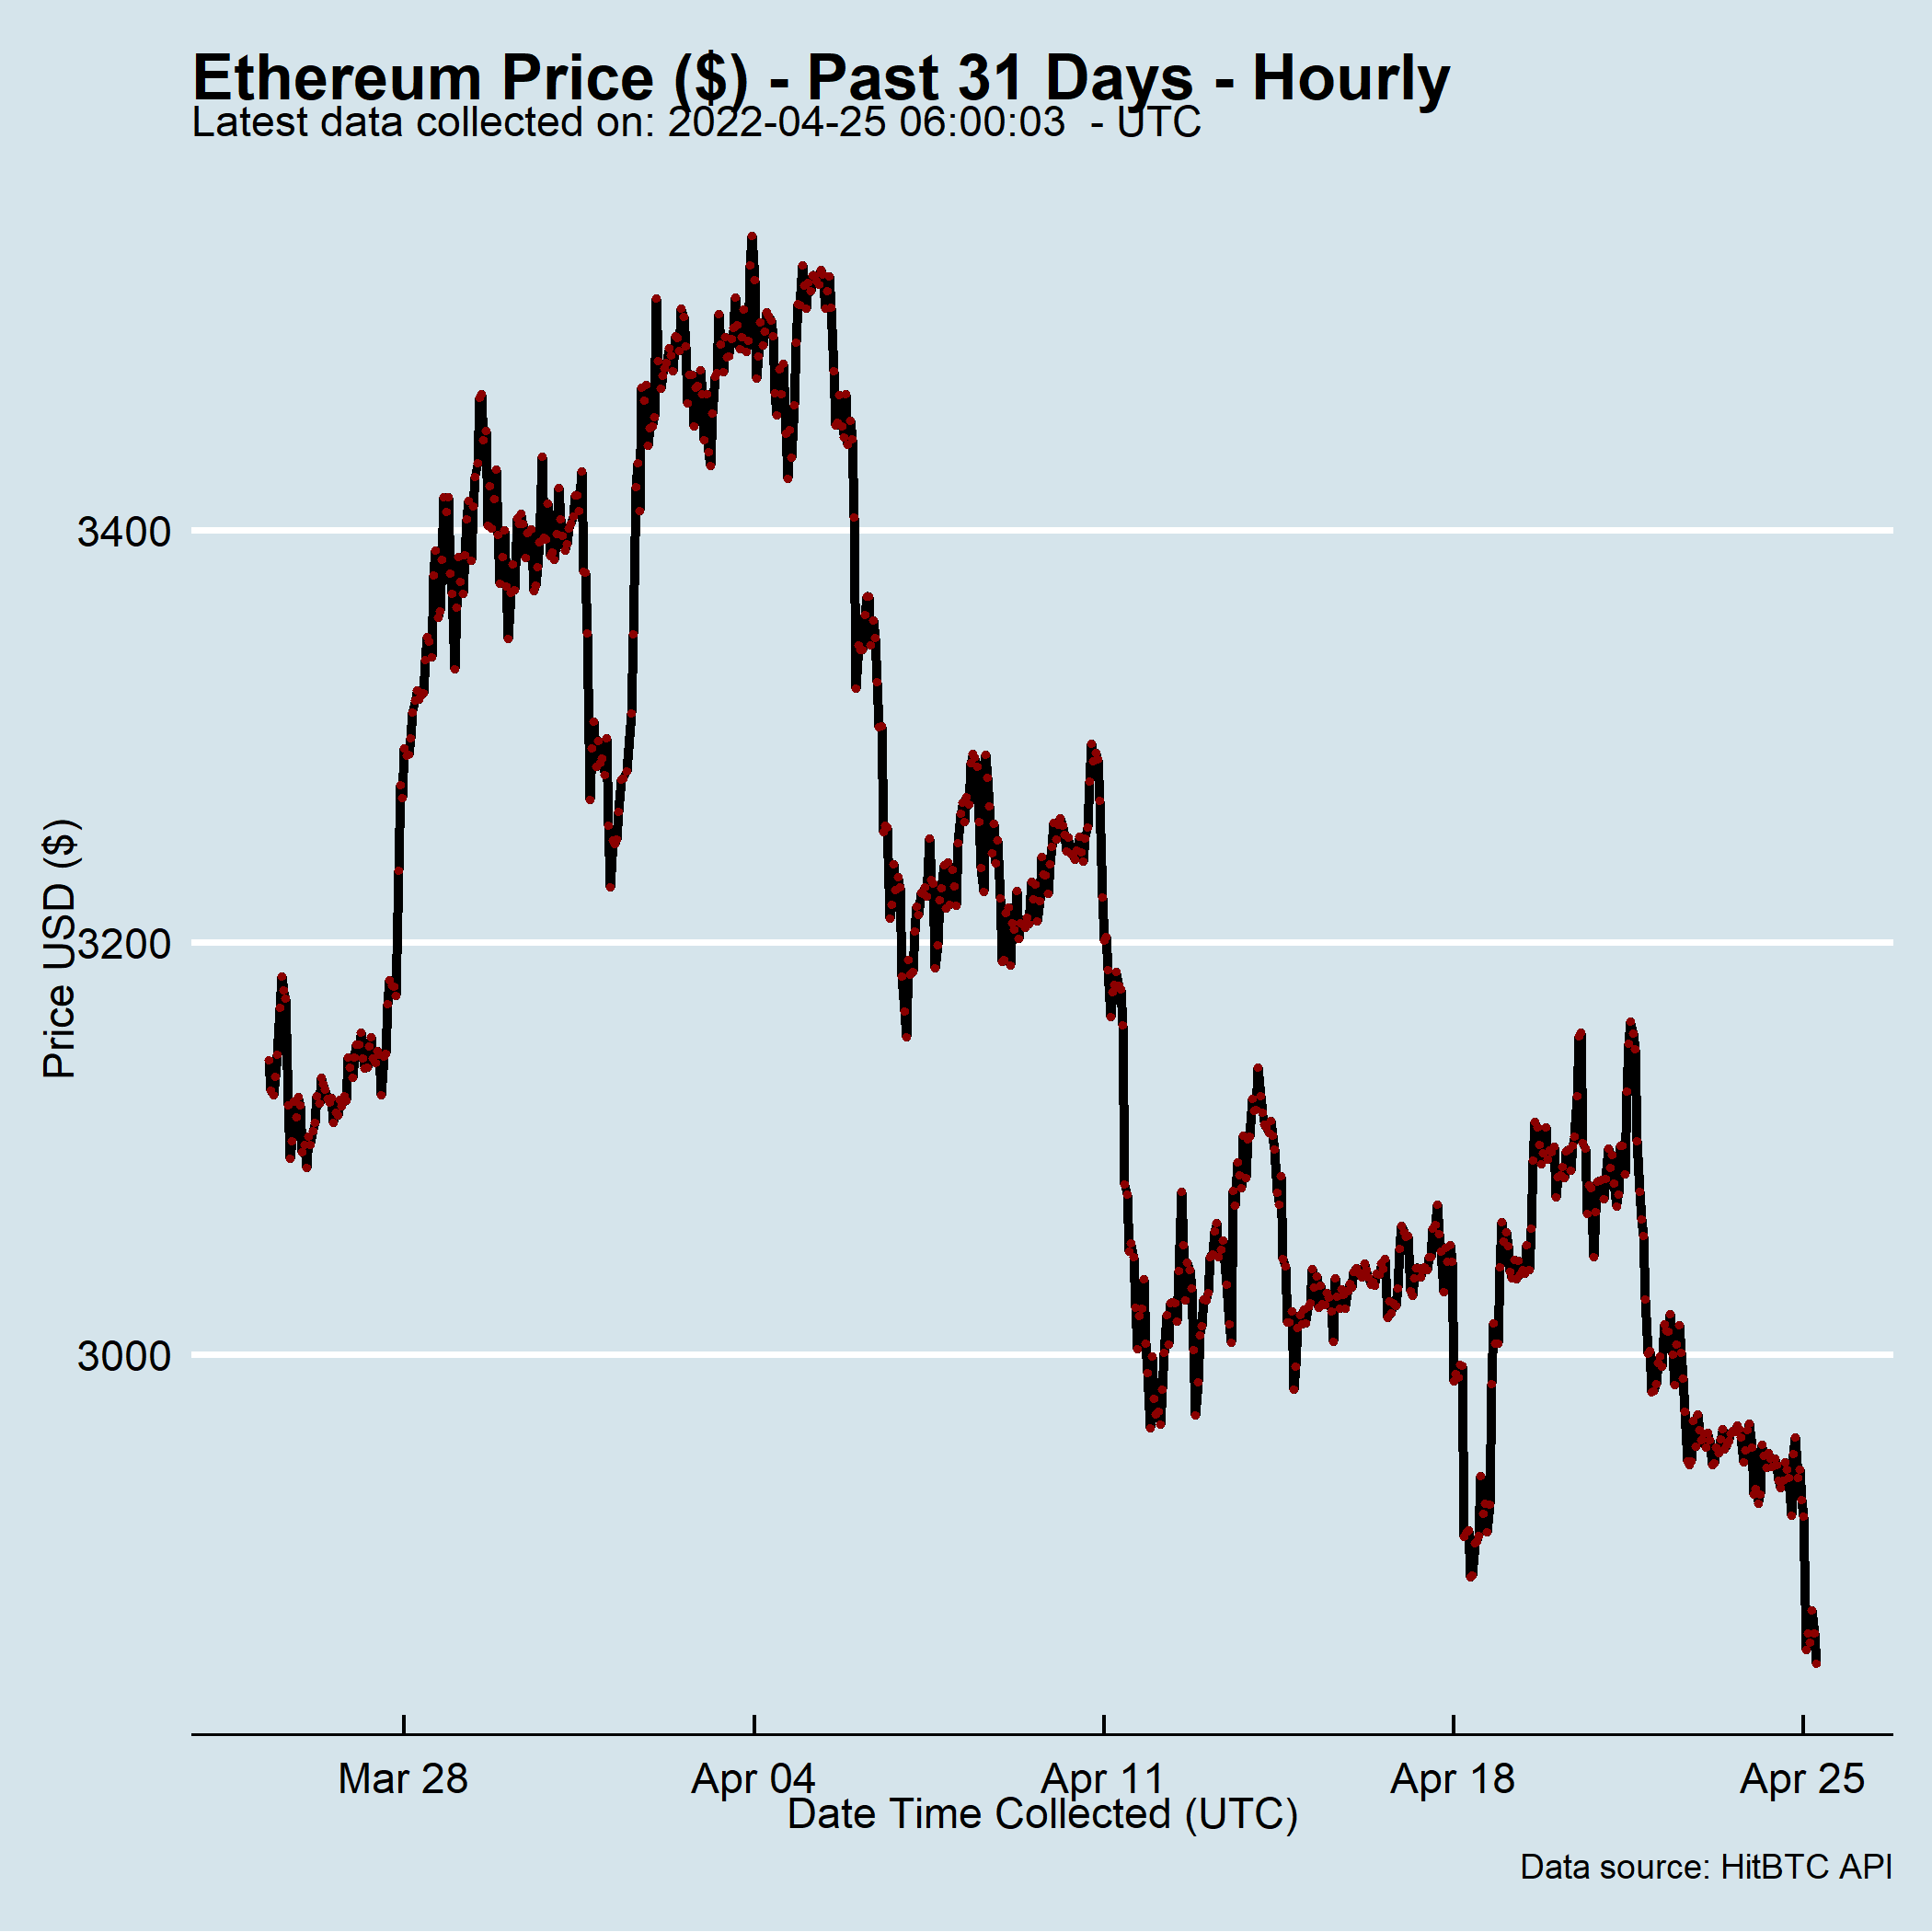 Ethereum Price ($) - Past 31 Days - Hourly
Latest data collected on: 2022-04-25 06:00:03  - UTC
3400
3200
3000
Price USD ($)
Mar 28
Apr 04
Apr 11
Apr 18
Apr 25
Date Time Collected (UTC)
Data source: HitBTC API